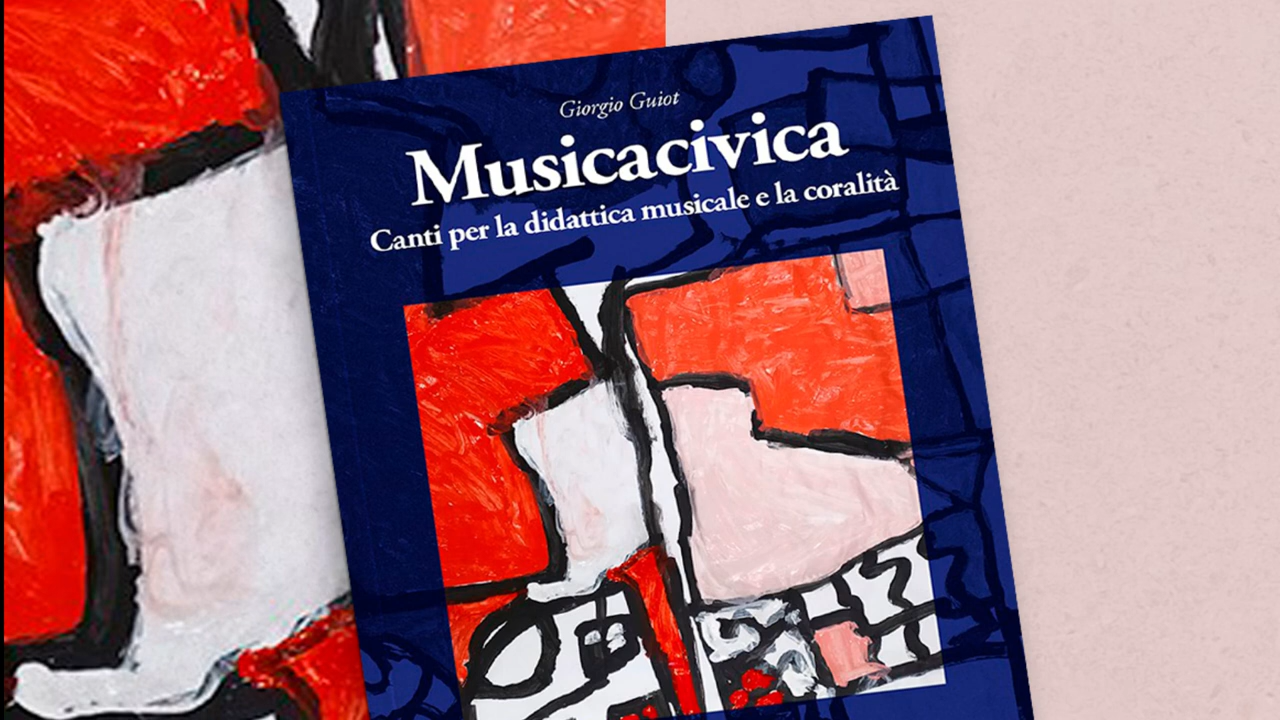 Giorgio Guiot
Musicacivica
Canti per la didattica musicale e la coralità